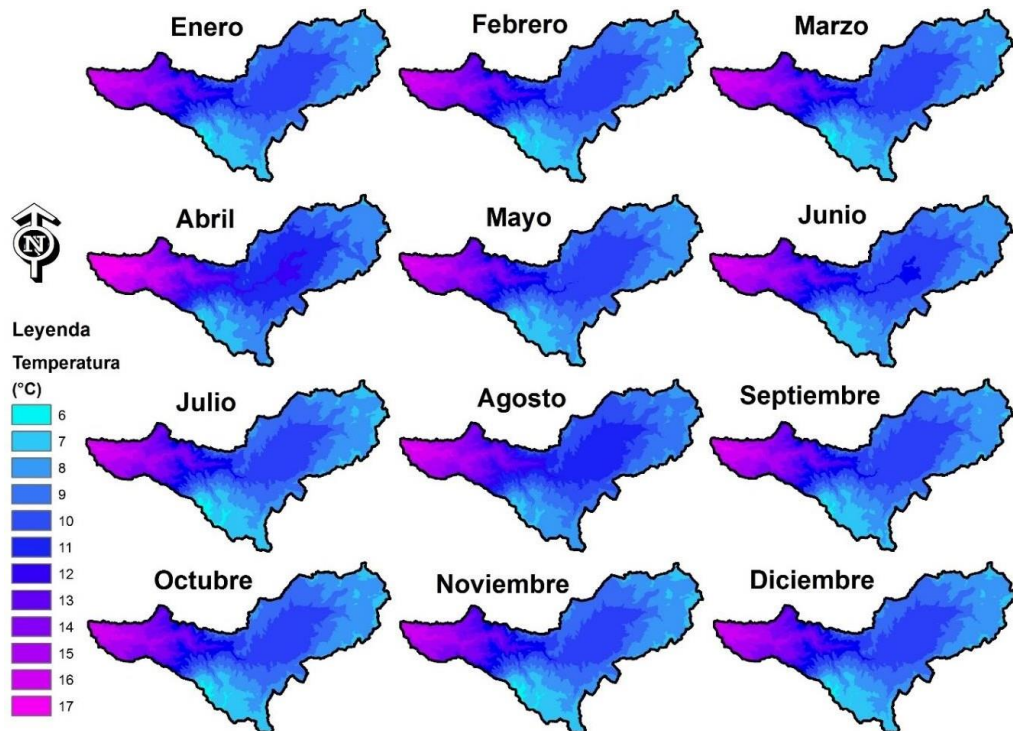 Enero
Febrero
Marzo
Abril
Mayo
Junio
N
Leyenda
Temperatura
(°C)
6
7
8
9
10
11
12
13
14
15
16
17
Julio
Agosto
Septiembre
Octubre
Noviembre
Diciembre